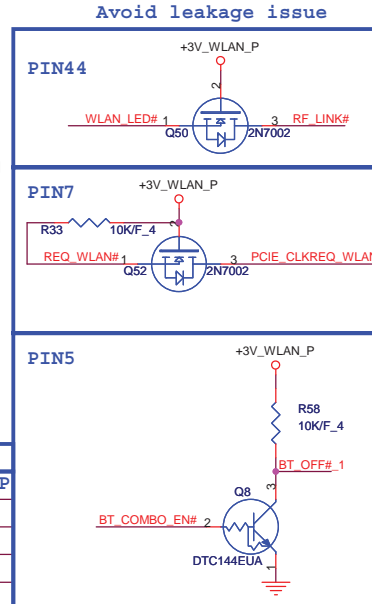 Avoid leakage issue
PIN44
+3V_WLAN_P
2
WLAN_LED# 1
3 RF_LINK#
Q50
2N7002
PIN7
+3V_WLAN_P
2
R33
10K/F_4
REQ_WLAN# 1
3 PCIE_CLKREQ_WLAN
Q52
2N7002
PIN5
+3V_WLAN_P
R58
10K/F_4
BT_OFF#_1
3
Q8
BT_COMBO_EN# 2
DTC144EUA
1
P